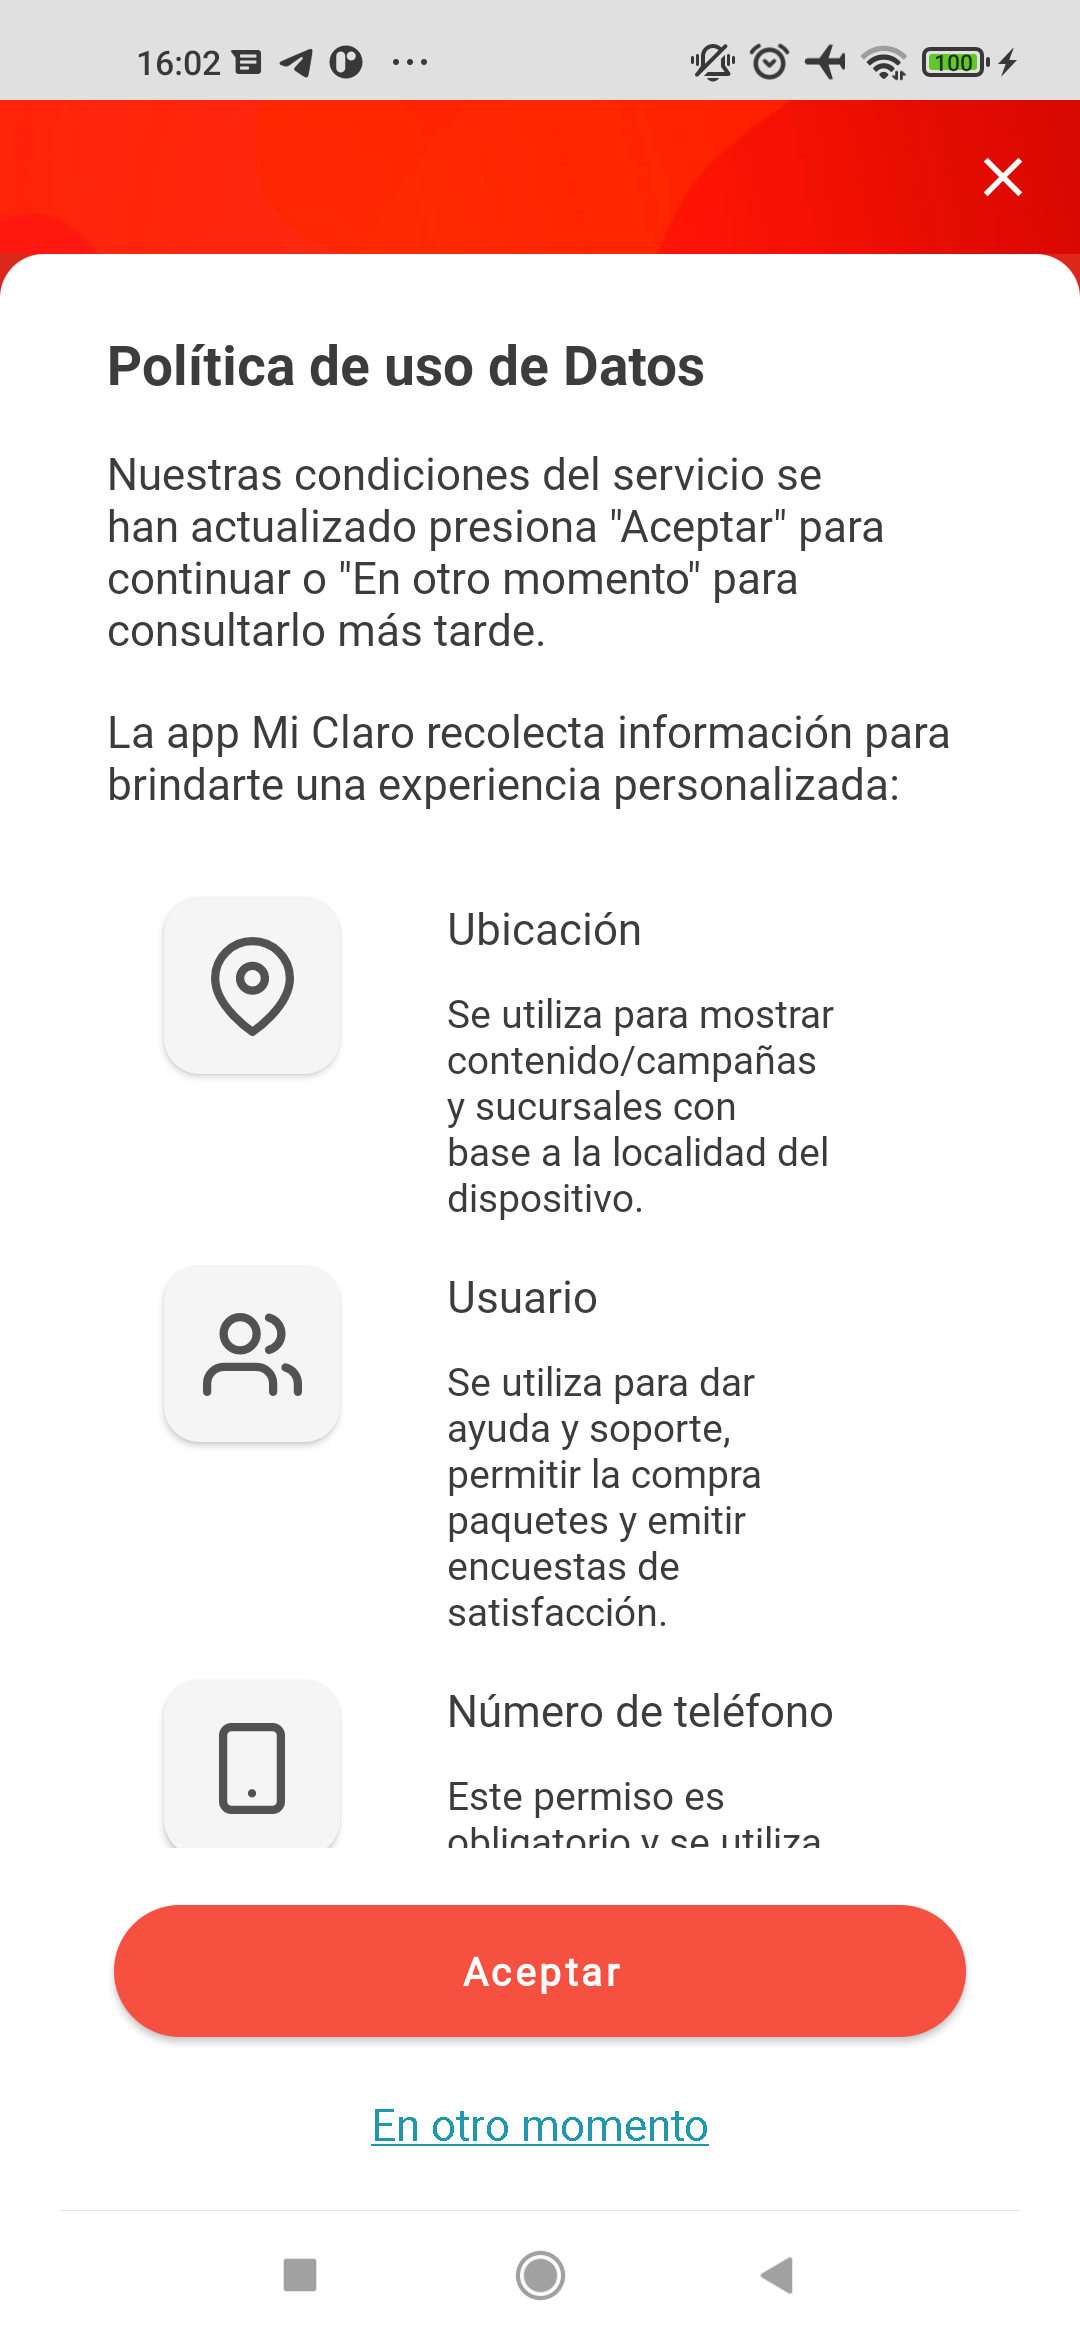 16:02
100
Política de uso de Datos
Nuestras condiciones del servicio se
han actualizado presiona "Aceptar" para
continuar o "En otro momento" para
consultarlo más tarde.
La app Mi Claro recolecta información para
brindarte una experiencia personalizada:
Ubicación
Se utiliza para mostrar
contenido/campañas
y sucursales con
base a la localidad del
dispositivo.
Usuario
Se utiliza para dar
ayuda y soporte,
permitir la compra
paquetes y emitir
encuestas de
satisfacción.
Número de teléfono
Este permiso es
obligatorio y se utiliza
Aceptar
En otro momento